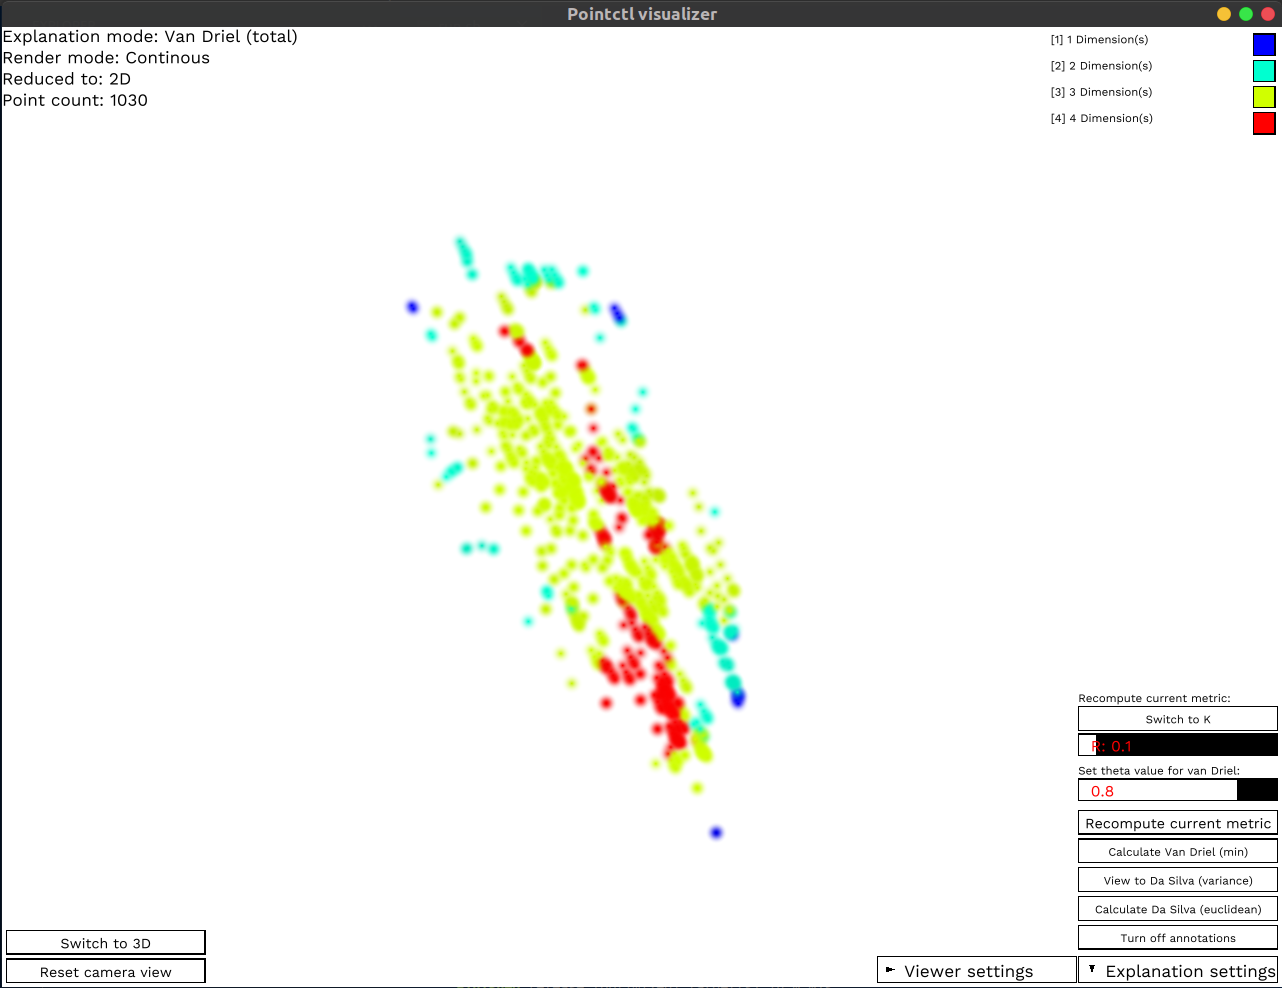 Pointctl visualizer
Explanation mode: Van Driel (total)
Render mode: Continous
Reduced to: 2D
Point count: 1030
[1] 1 Dimension(s)
[2] 2 Dimension(s)
[3] 3 Dimension(s)
[4] 4 Dimension(s)
Recompute current metric:
Switch to K
R: 0.1
Set theta value for van Driel:
0.8
Recompute current metric
Calculate Van Driel (min)
View to Da Silva (variance)
Calculate Da Silva (euclidean)
Turn off annotations
Switch to 3D
Reset camera view
Viewer settings
Explanation settings